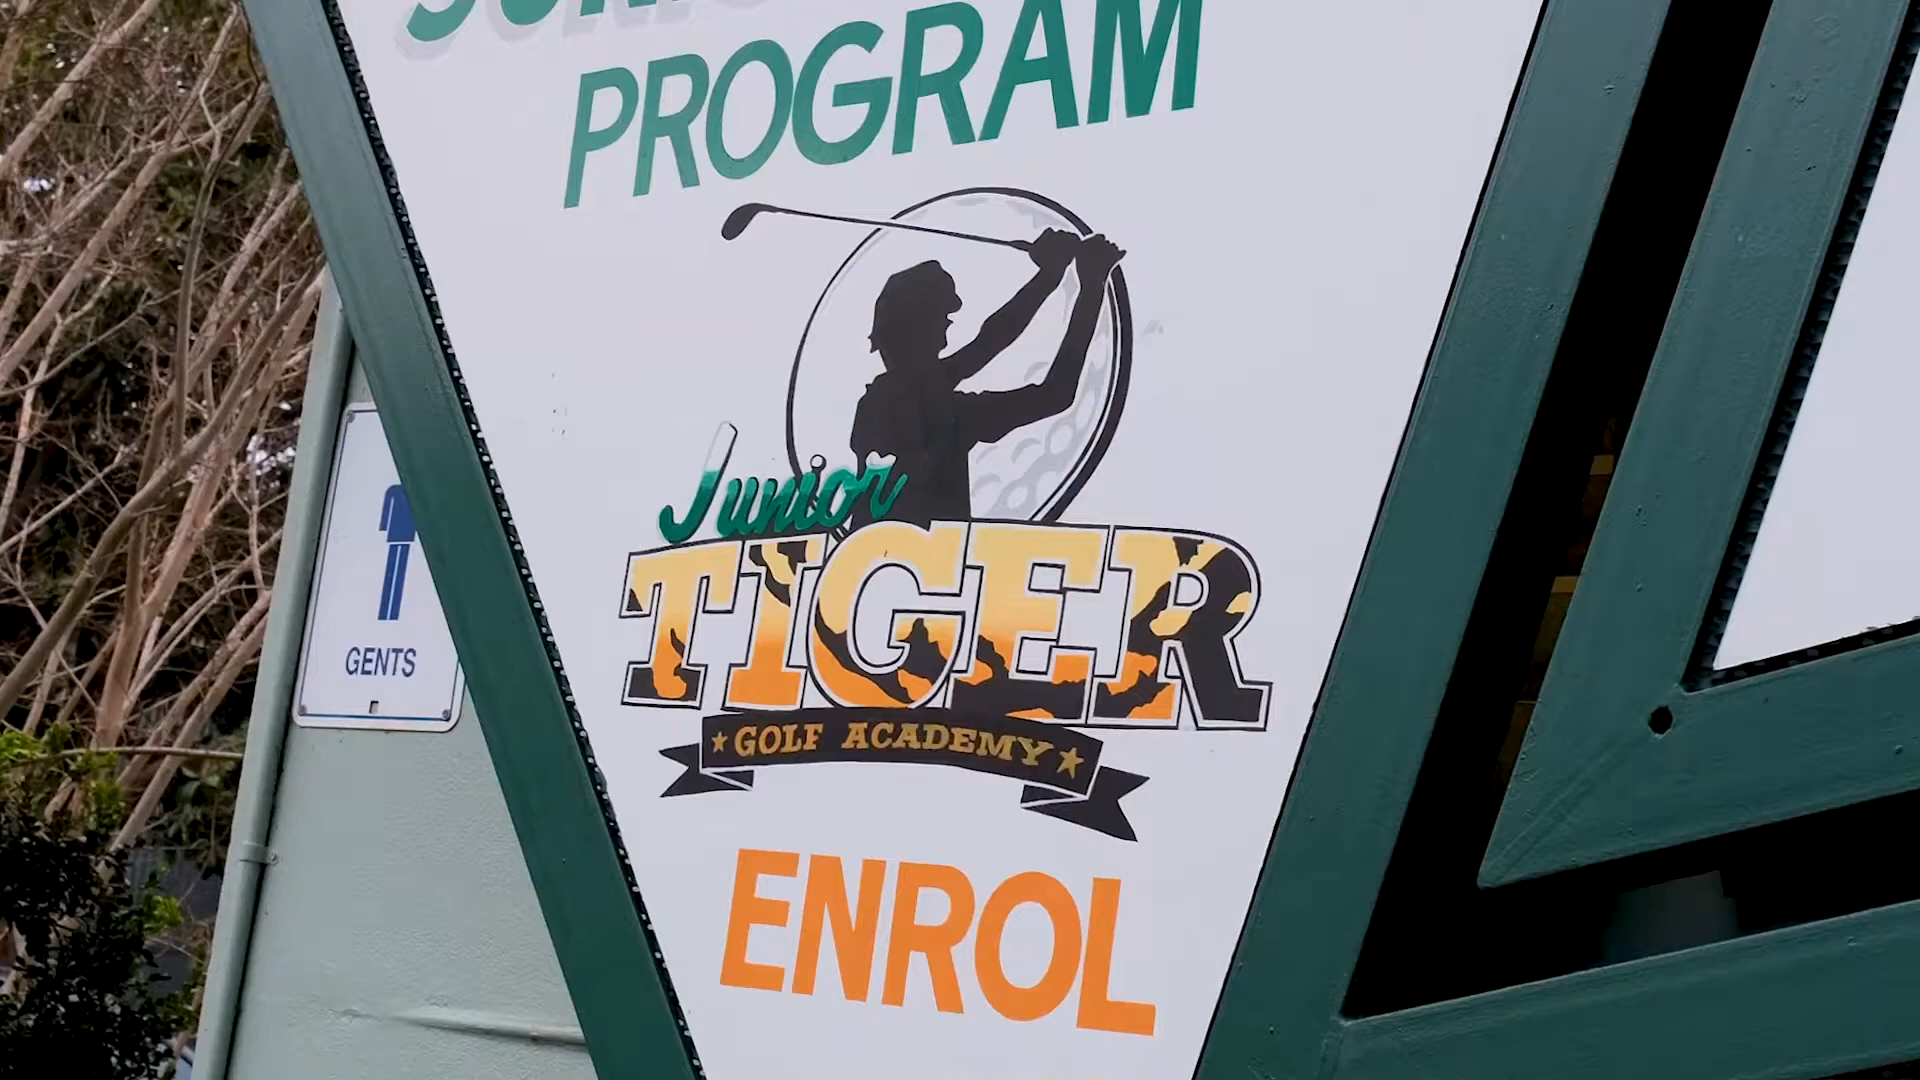 PROGRAM
Junior
TIGER
GOLF ACADEMY
ENROL
GENTS